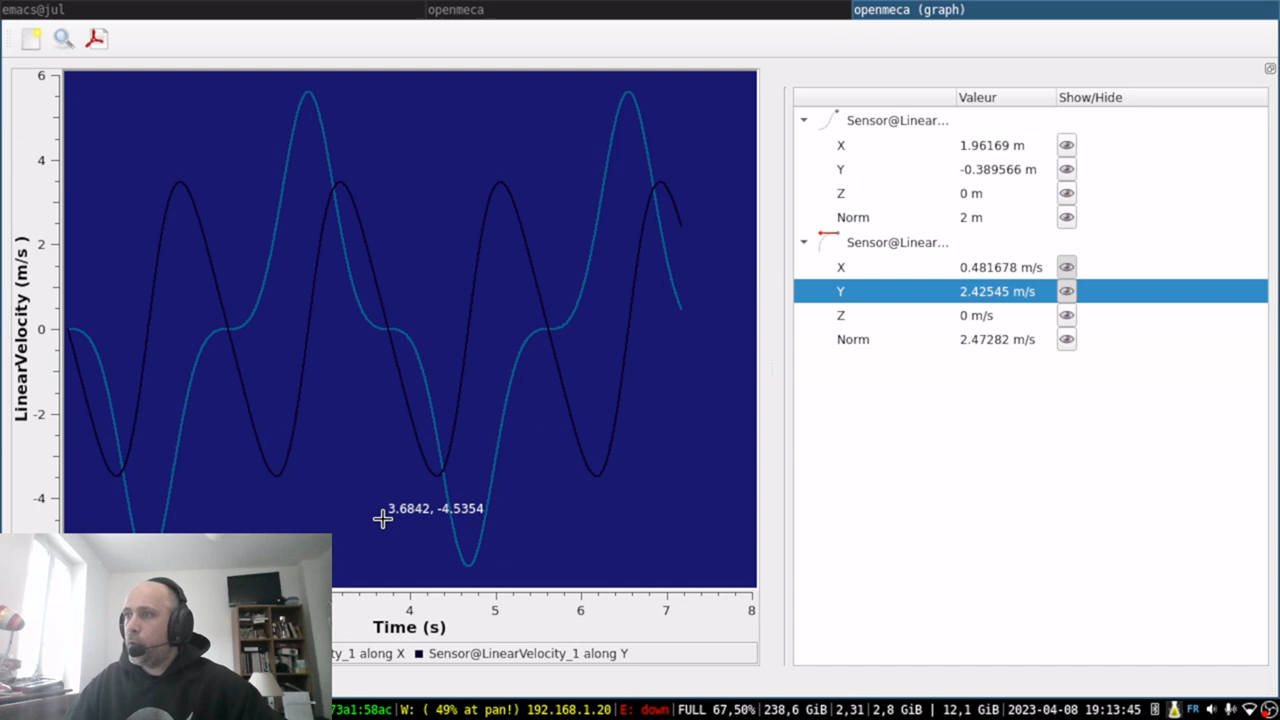 emacs@jul openmeca openmeca (graph)
Valeur Show/Hide
Sensor@Linear...
X 1.96169 m
Y -0.389566 m
Z 0 m
Norm 2 m
Sensor@Linear...
X 0.481678 m/s
Y 2.42545 m/s
Z 0 m/s
Norm 2.47282 m/s
LinearVelocity (m/s )
6
4
2
0
-2
-4
3.6842, -4.5354
4 5 6 7 8
Time (s)
ty_1 along X Sensor@LinearVelocity_1 along Y
73a1:58ac|W: ( 49% at pan!) 192.168.1.20|E: down|FULL 67,50%|238,6 GiB|2,31|2,8 GiB | 12,1 GiB|2023-04-08 19:13:45 FR